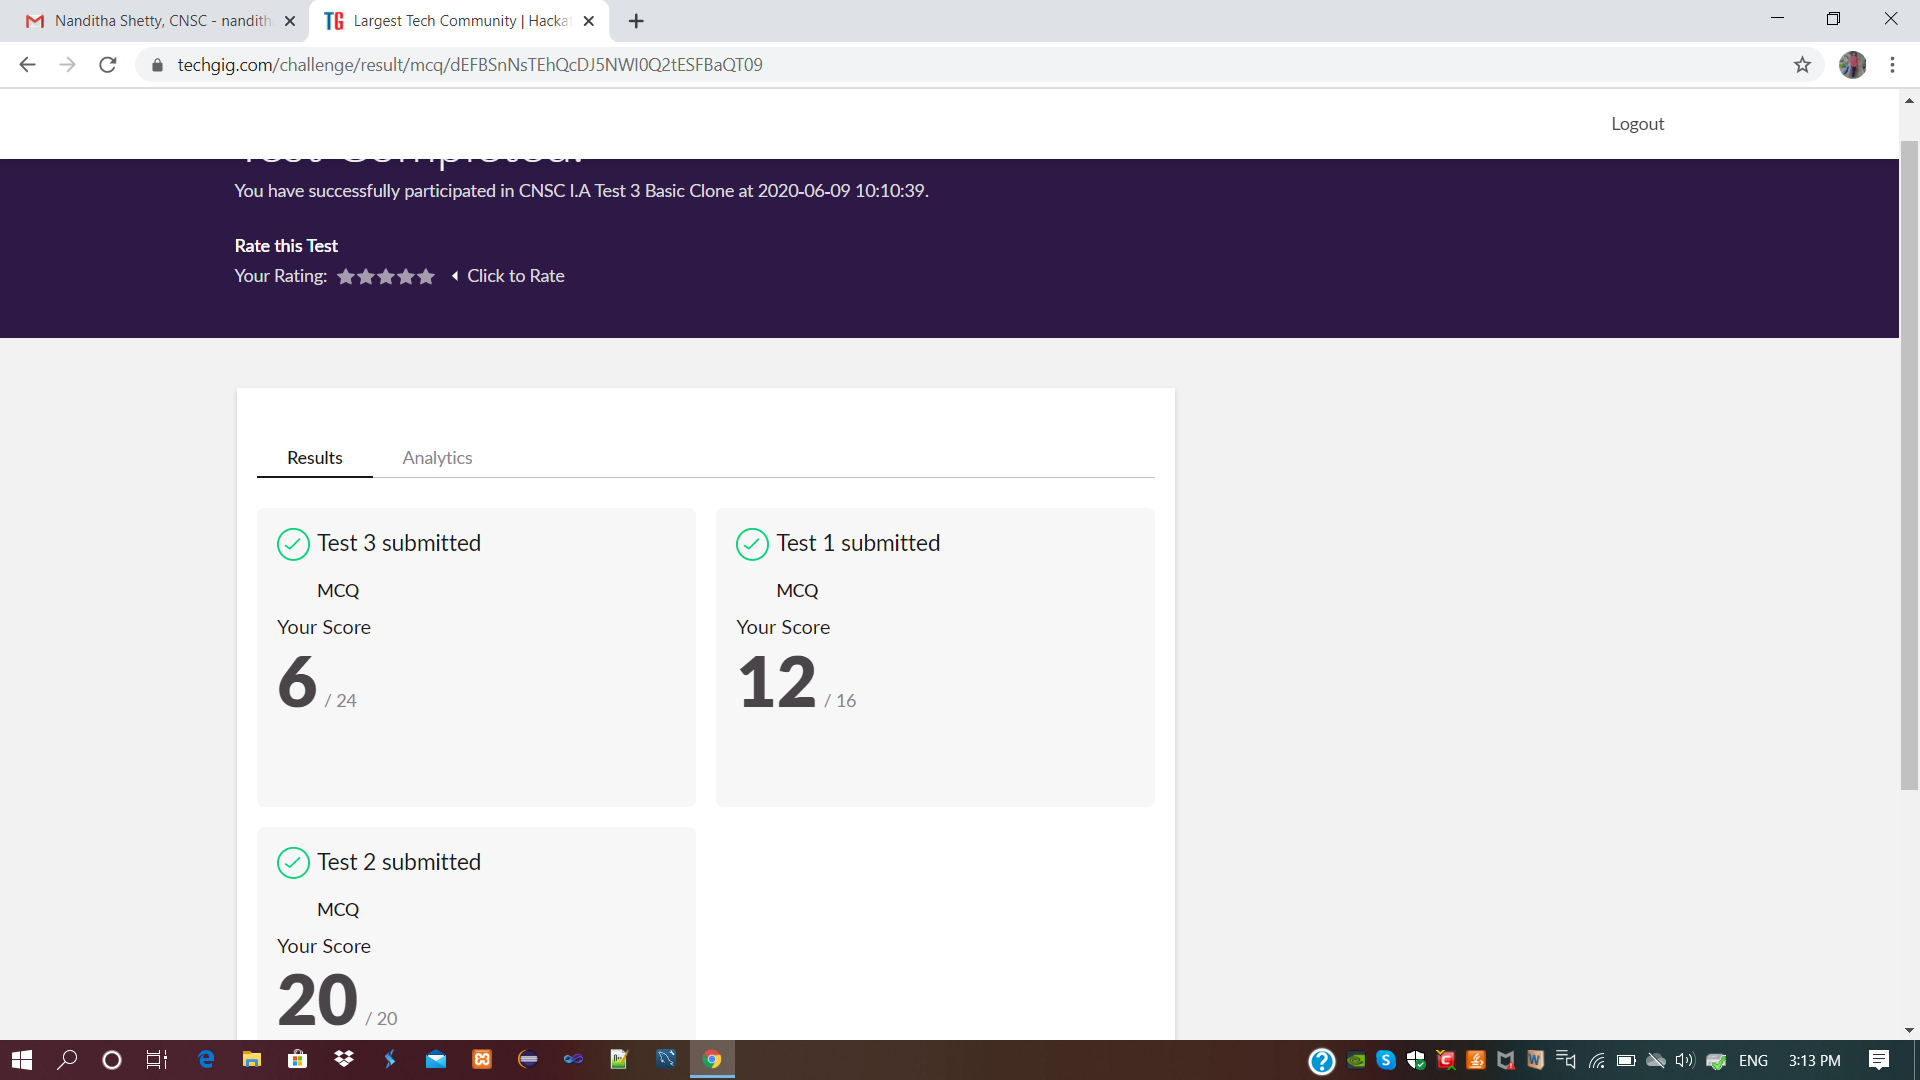 Nanditha Shetty, CNSC - nandith
TG Largest Tech Community | Hacka
techgig.com/challenge/result/mcq/dEFBSnNsTEhQcDJ5NWI0Q2tESFBaQT09
Logout
Test Completed!
You have successfully participated in CNSC I.A Test 3 Basic Clone at 2020-06-09 10:10:39.
Rate this Test
Your Rating: Click to Rate
Results Analytics
Test 3 submitted
MCQ
Your Score
6 / 24
Test 1 submitted
MCQ
Your Score
12 / 16
Test 2 submitted
MCQ
Your Score
20 / 20
ENG 3:13 PM